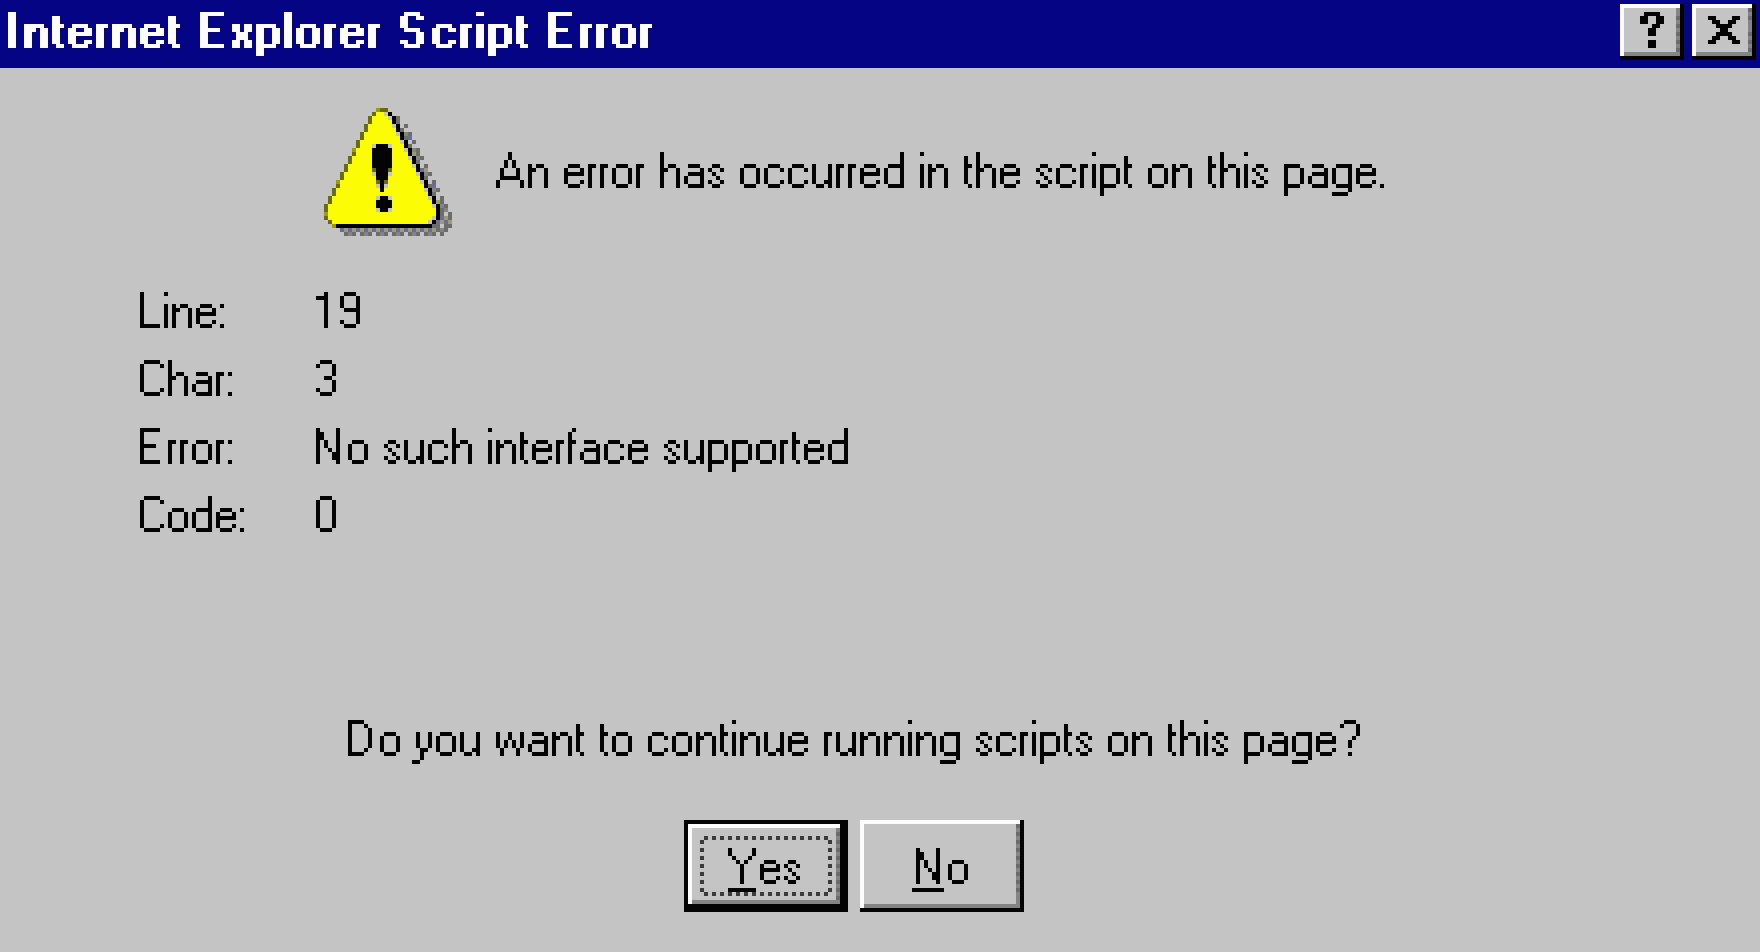 Internet Explorer Script Error
An error has occurred in the script on this page.
Line: 19
Char: 3
Error: No such interface supported
Code: 0
Do you want to continue running scripts on this page?
Yes No